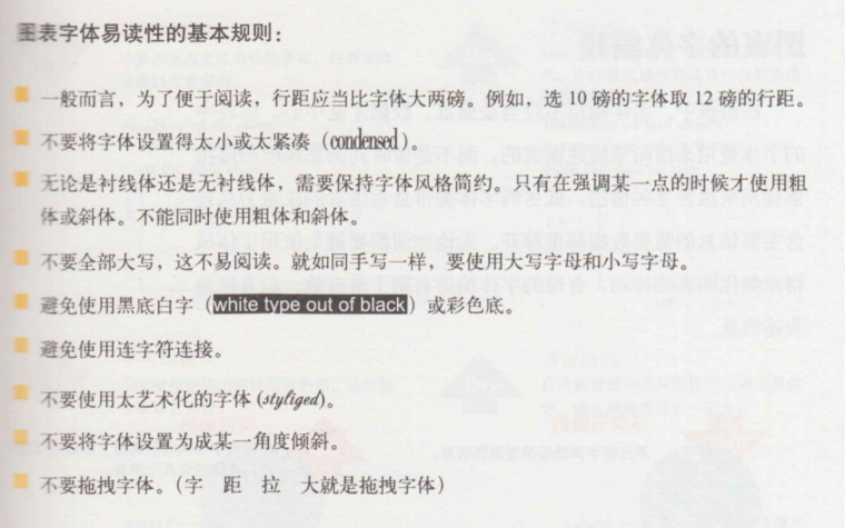 图表字体易读性的基本规则：
一般而言，为了便于阅读，行距应当比字体大两磅。例如，选 10 磅的字体取 12 磅的行距。
不要将字体设置得太小或太紧凑（condensed）。
无论是衬线体还是无衬线体，需要保持字体风格简约。只有在强调某一点的时候才使用粗
体或斜体。不能同时使用粗体和斜体。
不要全部大写，这不易阅读。就如同手写一样，要使用大写字母和小写字母。
避免使用黑底白字（white type out of black）或彩色底。
避免使用连字符连接。
不要使用太艺术化的字体 (styliged)。
不要将字体设置为成某一角度倾斜。
不要拖拽字体。（字　距　拉　大就是拖拽字体）